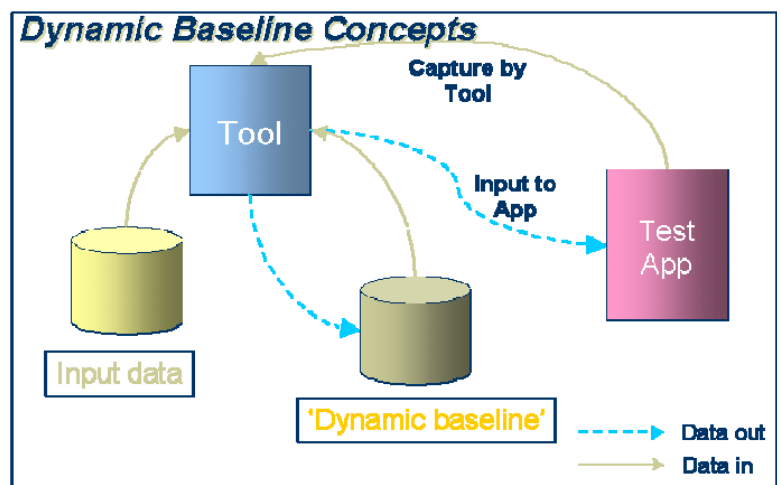 Dynamic Baseline Concepts
Capture by
Tool
Tool
Input to
App
Test
App
Input data
'Dynamic baseline'
Data out
Data in